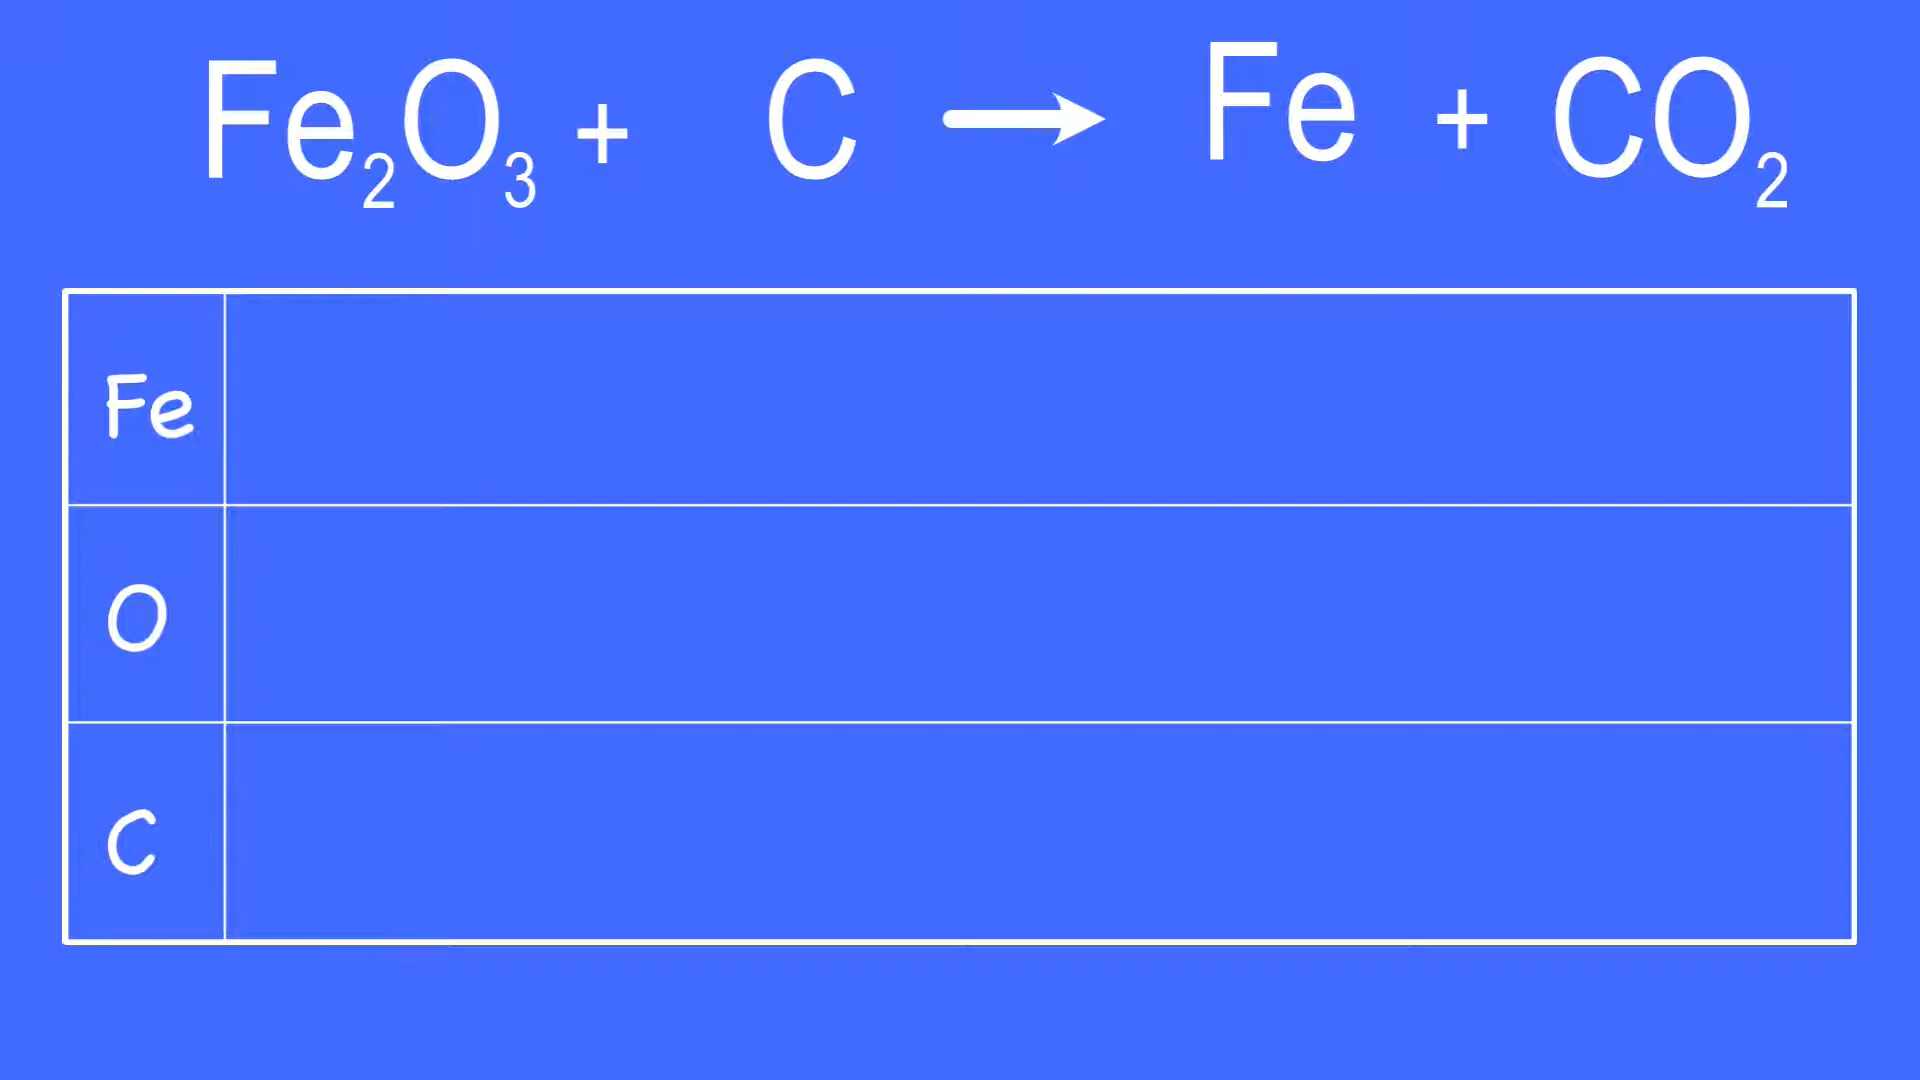 Fe₂O₃ + C → Fe + CO₂
Fe
O
C